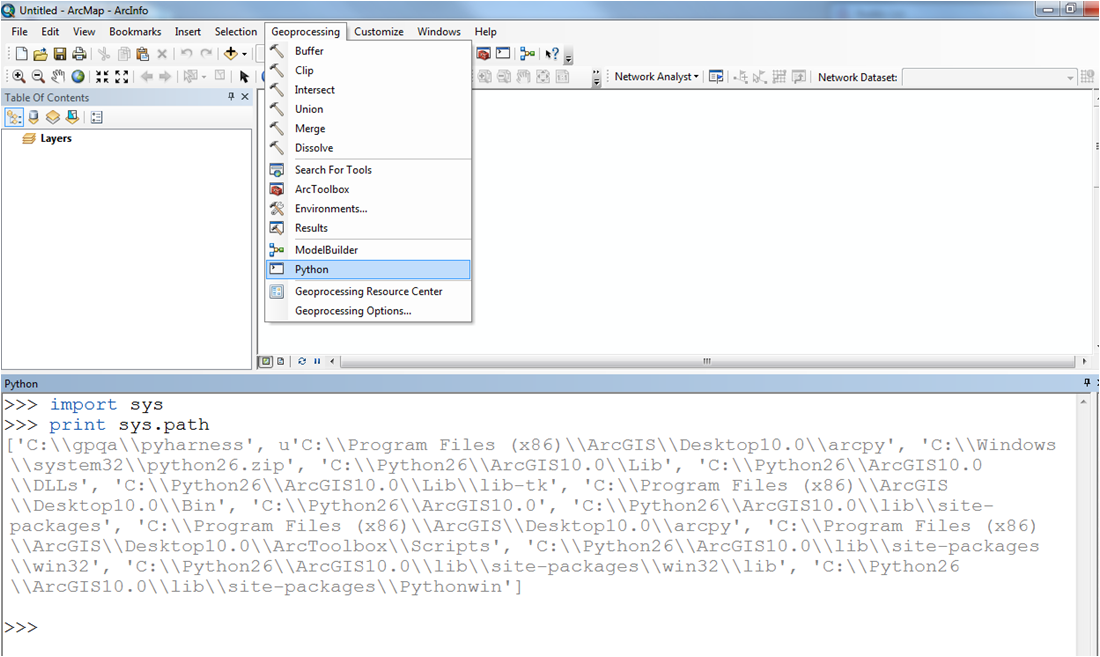 Untitled - ArcMap - ArcInfo
File Edit View Bookmarks Insert Selection Geoprocessing Customize Windows Help
Buffer
Clip
Intersect
Union
Merge
Dissolve
Search For Tools
ArcToolbox
Environments...
Results
ModelBuilder
Python
Geoprocessing Resource Center
Geoprocessing Options...
Network Analyst
Network Dataset:
Table Of Contents
Layers
Python
>>> import sys
>>> print sys.path
['C:\\gpqa\\pyharness', u'C:\\Program Files (x86)\\ArcGIS\\Desktop10.0\\arcpy', 'C:\\Windows
\\system32\\python26.zip', 'C:\\Python26\\ArcGIS10.0\\Lib', 'C:\\Python26\\ArcGIS10.0
\\DLLs', 'C:\\Python26\\ArcGIS10.0\\Lib\\lib-tk', 'C:\\Program Files (x86)\\ArcGIS
\\Desktop10.0\\Bin', 'C:\\Python26\\ArcGIS10.0', 'C:\\Python26\\ArcGIS10.0\\lib\\site-
packages', 'C:\\Program Files (x86)\\ArcGIS\\Desktop10.0\\arcpy', 'C:\\Program Files (x86)
\\ArcGIS\\Desktop10.0\\ArcToolbox\\Scripts', 'C:\\Python26\\ArcGIS10.0\\lib\\site-packages
\\win32', 'C:\\Python26\\ArcGIS10.0\\lib\\site-packages\\win32\\lib', 'C:\\Python26
\\ArcGIS10.0\\lib\\site-packages\\Pythonwin']
>>>